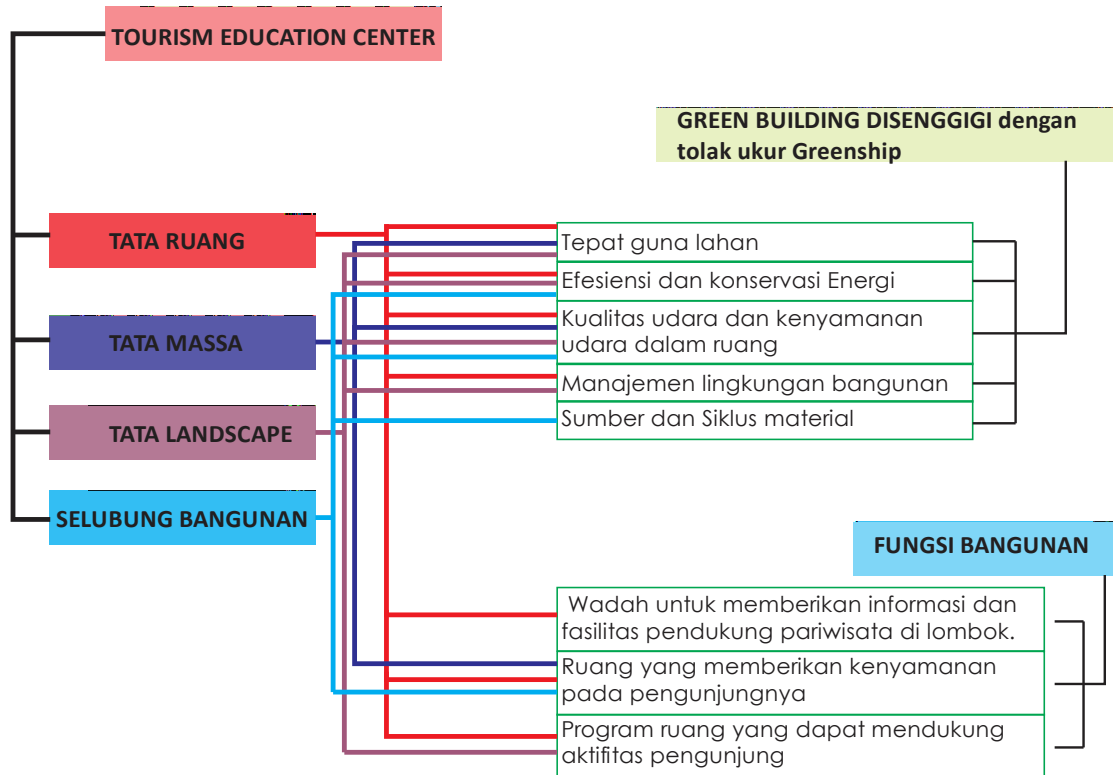 TOURISM EDUCATION CENTER
GREEN BUILDING DISENGGIGI dengan
tolak ukur Greenship
TATA RUANG
TATA MASSA
TATA LANDSCAPE
SELUBUNG BANGUNAN
Tepat guna lahan
Efesiensi dan konservasi Energi
Kualitas udara dan kenyamanan
udara dalam ruang
Manajemen lingkungan bangunan
Sumber dan Siklus material
FUNGSI BANGUNAN
Wadah untuk memberikan informasi dan
fasilitas pendukung pariwisata di lombok.
Ruang yang memberikan kenyamanan
pada pengunjungnya
Program ruang yang dapat mendukung
aktifitas pengunjung